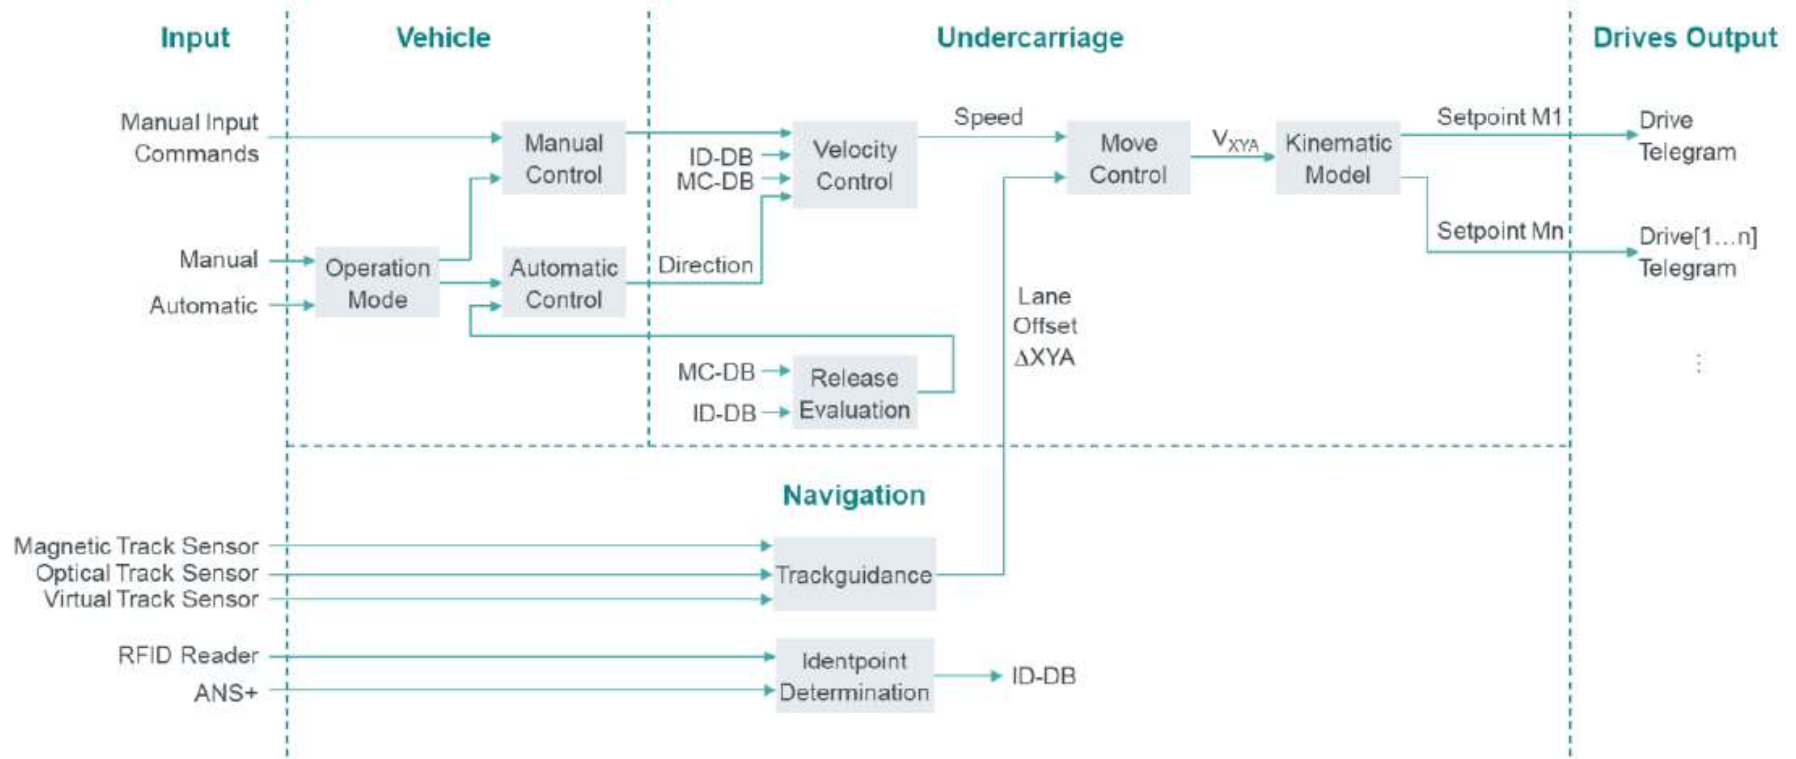 Input
Vehicle
Undercarriage
Drives Output
Manual Input
Commands
Manual
Automatic
Operation
Mode
Manual
Control
Automatic
Control
Direction
ID-DB
MC-DB
Velocity
Control
Speed
MC-DB
ID-DB
Release
Evaluation
Lane
Offset
ΔXYA
Move
Control
VXYA
Kinematic
Model
Setpoint M1
Setpoint Mn
Drive
Telegram
Drive[1...n]
Telegram
⋮
Navigation
Magnetic Track Sensor
Optical Track Sensor
Virtual Track Sensor
Trackguidance
RFID Reader
ANS+
Identpoint
Determination
ID-DB